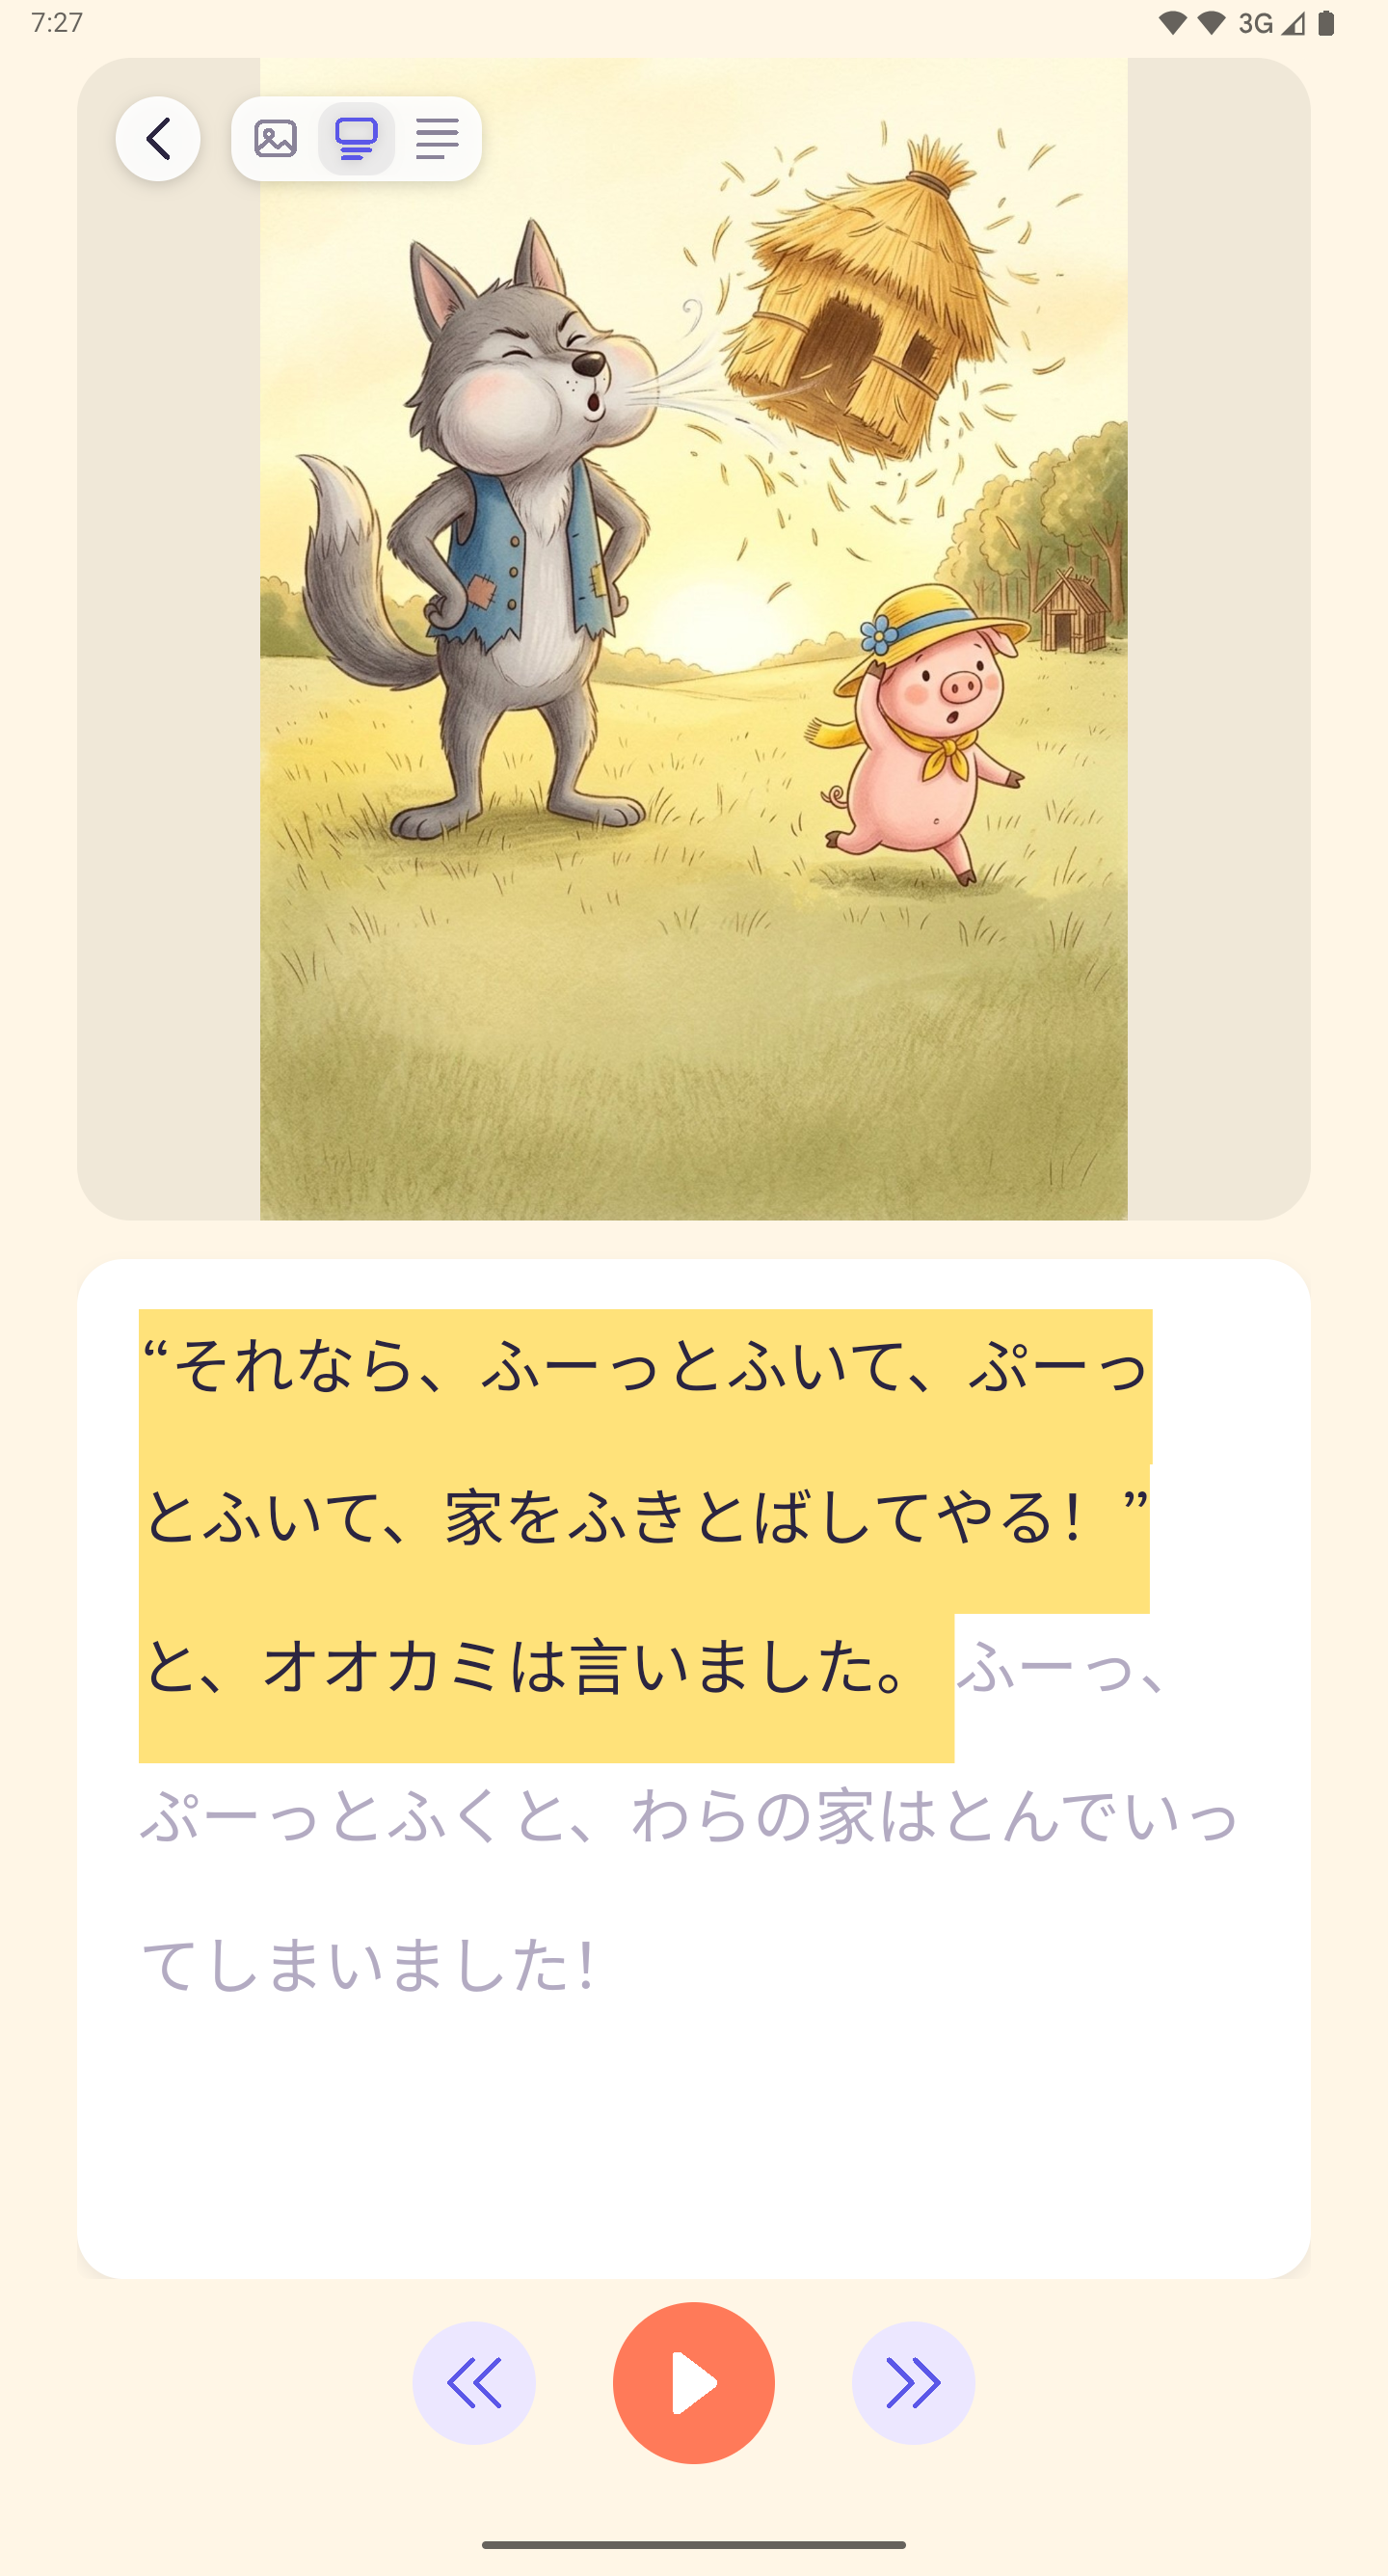 7:27
3G
“それなら、ふーっとふいて、ぷーっ
とふいて、家をふきとばしてやる！”
と、オオカミは言いました。 ふーっ、
ぷーっとふくと、わらの家はとんでいっ
てしまいました！